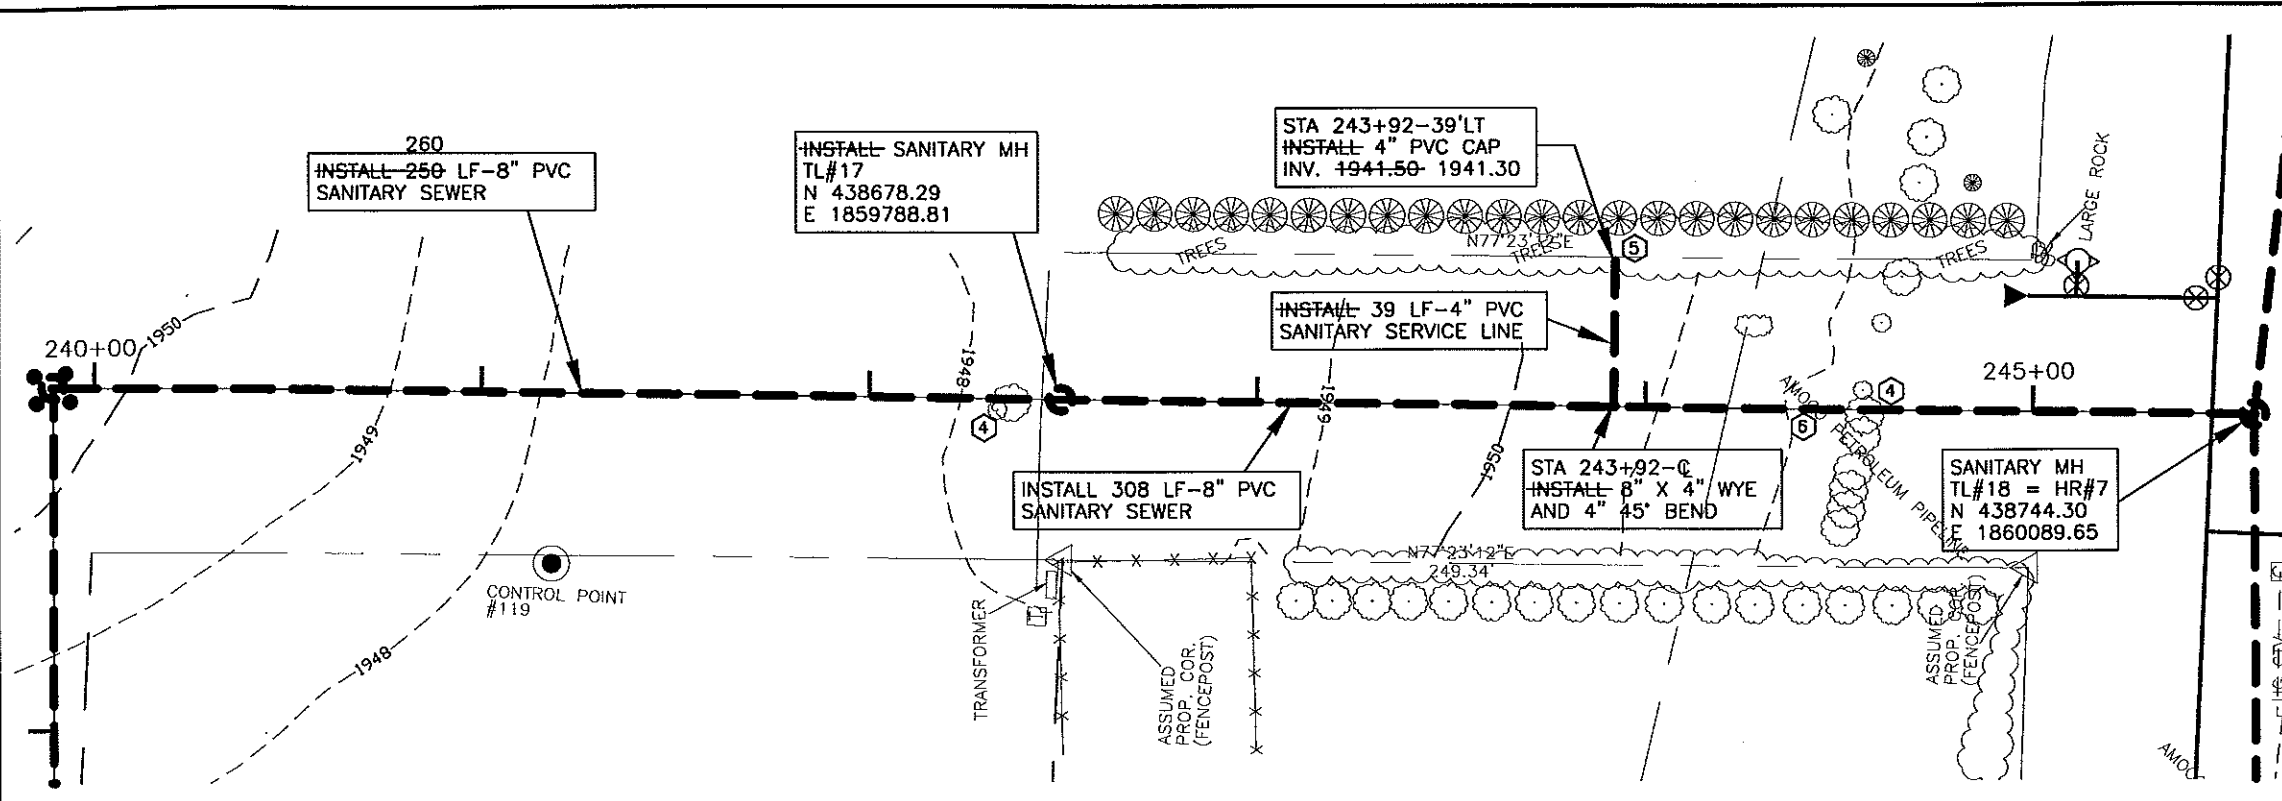 260
INSTALL 250 LF-8" PVC
SANITARY SEWER
INSTALL SANITARY MH
TL#17
N 438678.29
E 1859788.81
STA 243+92-39'LT
INSTALL 4" PVC CAP
INV. 1941.50 1941.30
LARGE ROCK
N77°23'12"E
TREES
TREES
TREES
5
INSTALL 39 LF-4" PVC
SANITARY SERVICE LINE
240+00
1950
1948
1949
245+00
4
4
6
1949
1950
INSTALL 308 LF-8" PVC
SANITARY SEWER
STA 243+92-℄
INSTALL 8" X 4" WYE
AND 4" 45° BEND
AMOCO PETROLEUM PIPELINE
SANITARY MH
TL#18 = HR#7
N 438744.30
E 1860089.65
N77°23'12"E
249.34'
CONTROL POINT
#119
1948
TRANSFORMER
ASSUMED
PROP. COR.
(FENCEPOST)
ASSUMED
PROP. COR.
(FENCEPOST)
AMOC